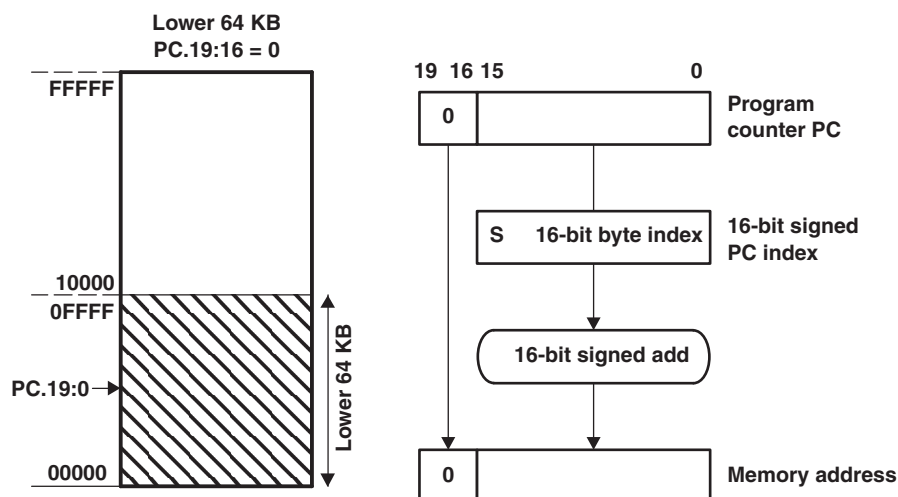 Lower 64 KB
PC.19:16 = 0
FFFFF
10000
0FFFF
PC.19:0
00000
Lower 64 KB
19 16 15 0
0
Program
counter PC
S 16-bit byte index
16-bit signed
PC index
16-bit signed add
0
Memory address